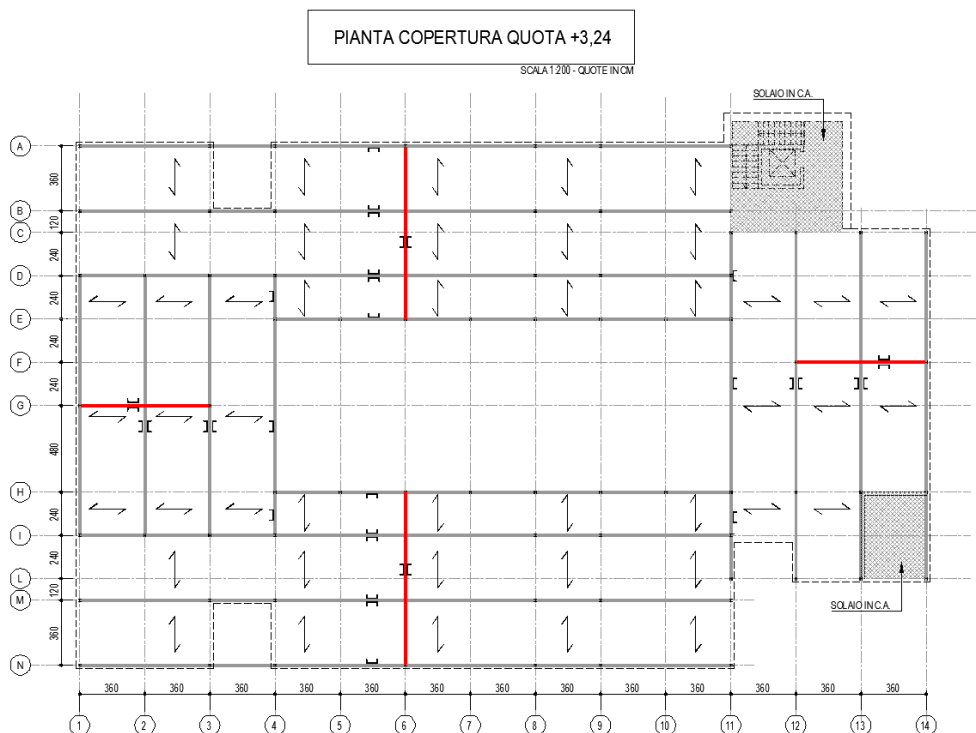 PIANTA COPERTURA QUOTA +3,24
SCALA 1:200 - QUOTE IN CM
SOLAIO IN C.A.
A
360
B
120
C
240
D
240
E
240
F
240
G
480
H
240
I
240
L
120
M
360
N
SOLAIO IN C.A.
360 360 360 360 360 360 360 360 360 360 360 360 360
1 2 3 4 5 6 7 8 9 10 11 12 13 14